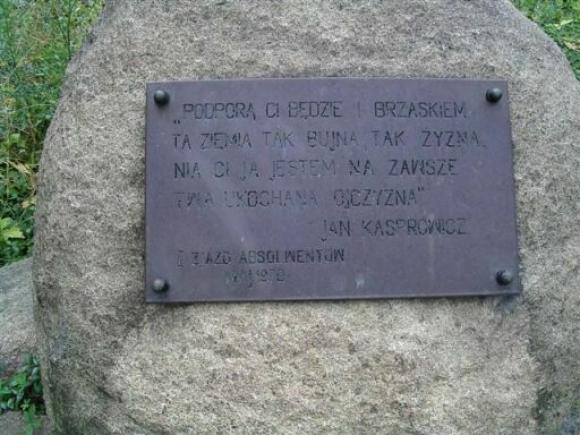 „PODPORĄ CI BĘDZIE I BRZASKIEM
TA ZIEMIA TAK BUJNA, TAK ŻYZNA,
NIĄ CI JA JESTEM NA ZAWSZE
TWA UKOCHANA OJCZYZNA"
JAN KASPROWICZ
I ZJAZD ABSOLWENTÓW